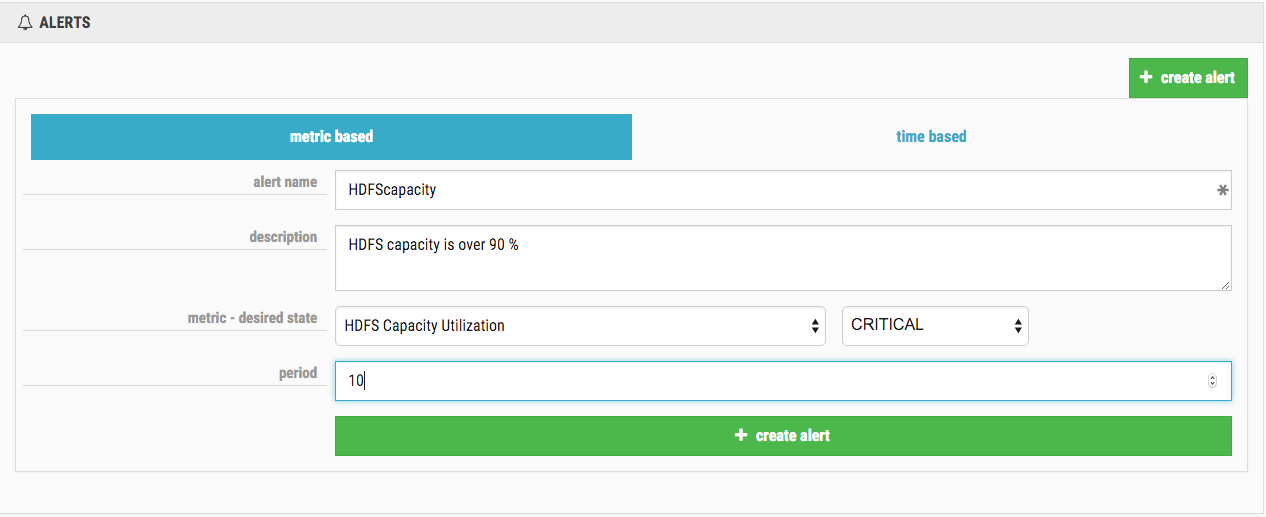 ALERTS
+ create alert
metric based
time based
alert name
HDFScapacity *
description
HDFS capacity is over 90 %
metric - desired state
HDFS Capacity Utilization
CRITICAL
period
10
+ create alert